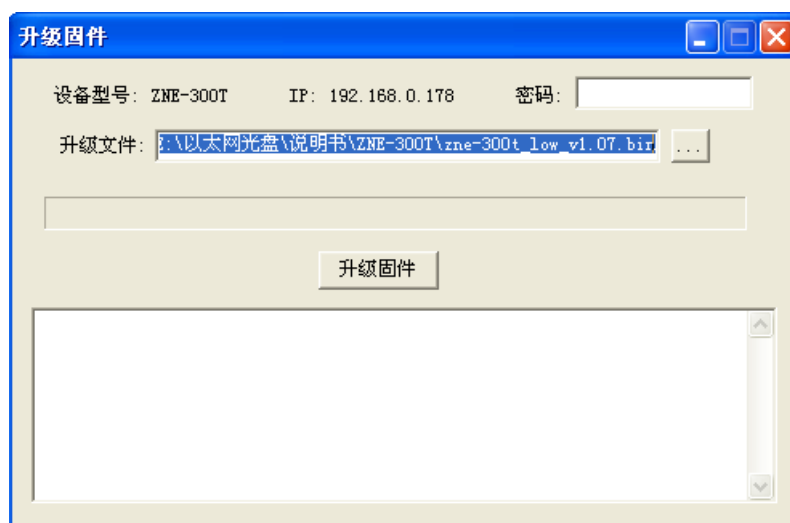 升级固件
设备型号: ZNE-300T IP: 192.168.0.178 密码:
升级文件: :\以太网光盘\说明书\ZNE-300T\zne-300t_low_v1.07.bin ...
升级固件